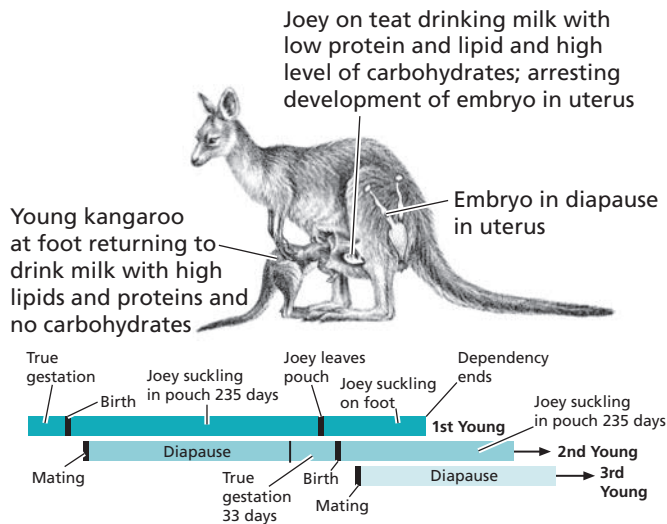 Joey on teat drinking milk with
low protein and lipid and high
level of carbohydrates; arresting
development of embryo in uterus
Embryo in diapause
in uterus
Young kangaroo
at foot returning to
drink milk with high
lipids and proteins and
no carbohydrates
True
gestation
Birth
Joey suckling
in pouch 235 days
Joey leaves
pouch
Joey suckling
on foot
Dependency
ends
1st Young
Joey suckling
in pouch 235 days
Mating
Diapause
True
gestation
33 days
Birth
2nd Young
Mating
Diapause
3rd
Young